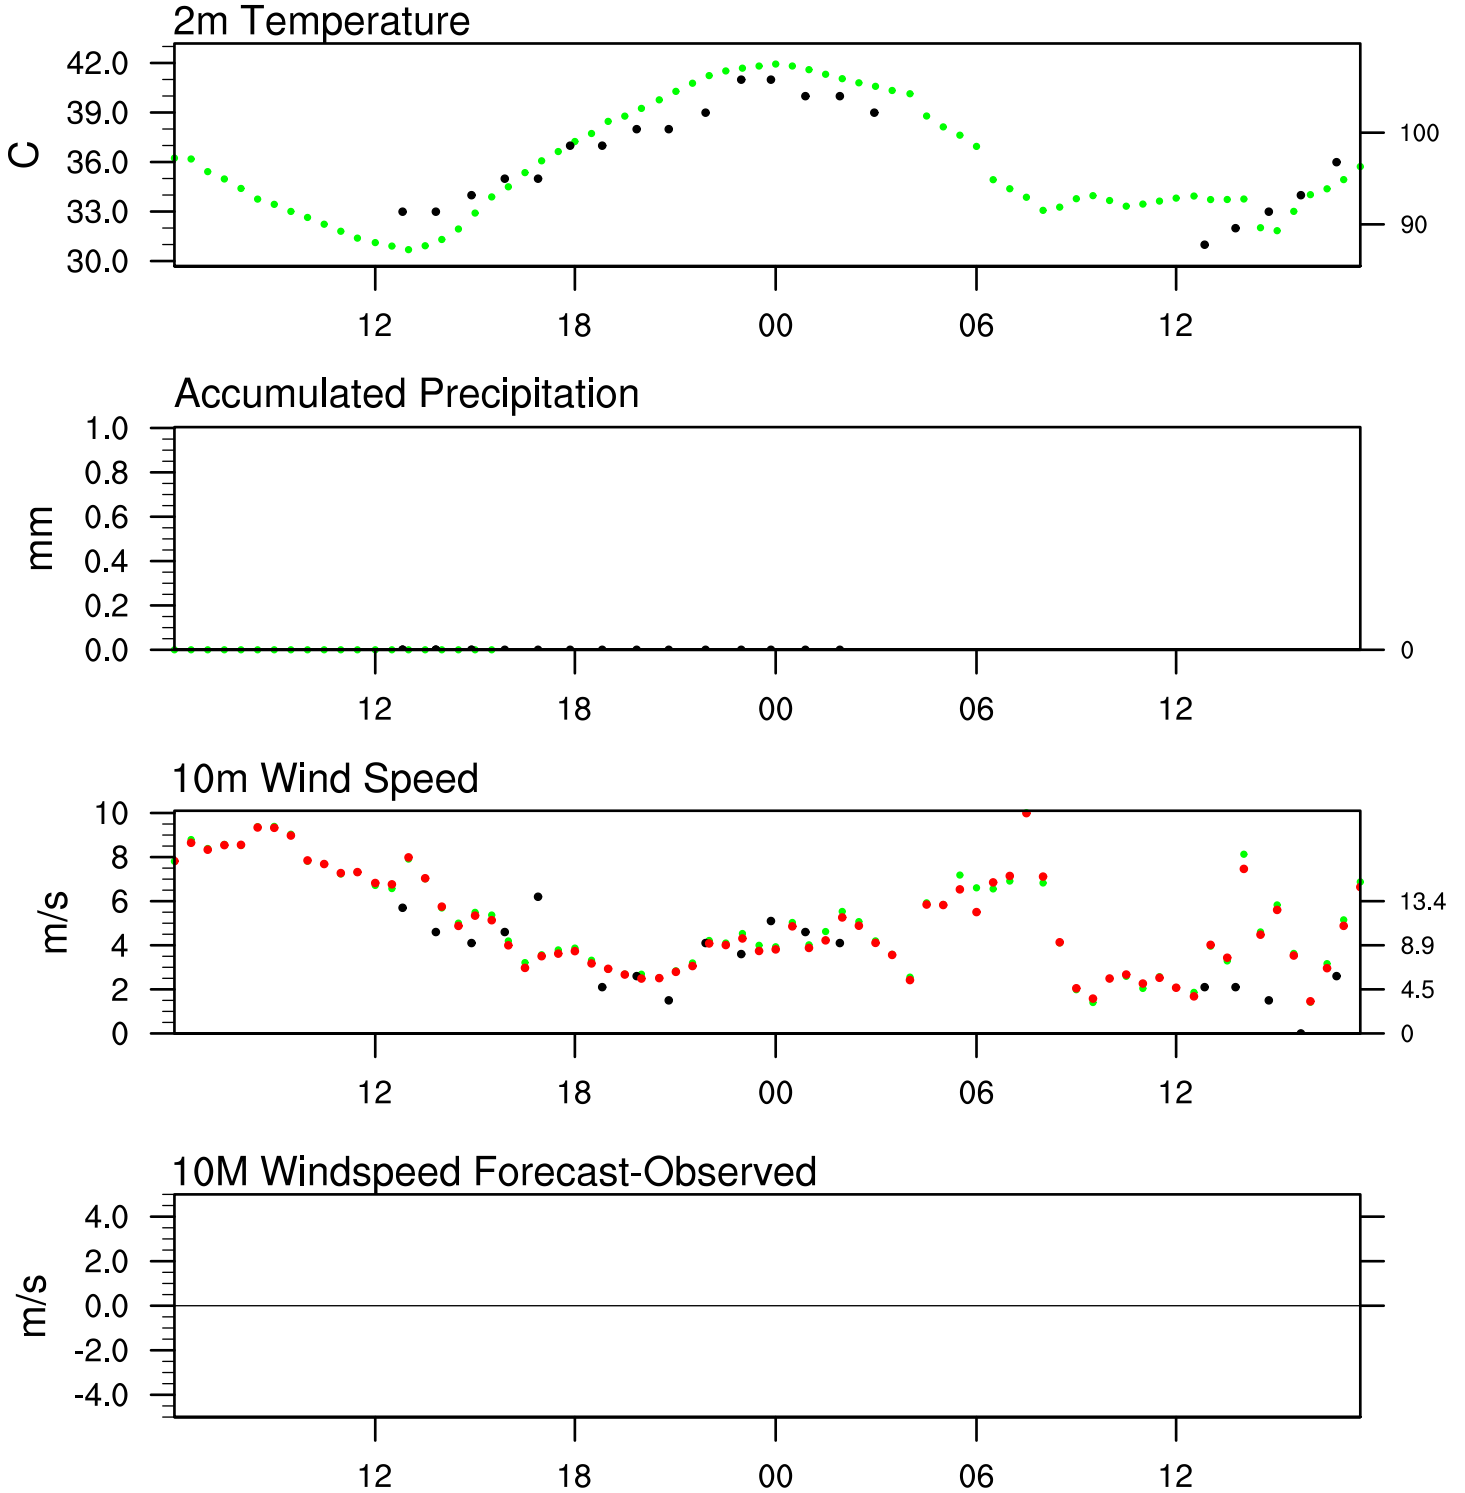 2m Temperature
42.0
39.0
36.0
33.0
30.0
C
100
90
12 18 00 06 12
Accumulated Precipitation
1.0
0.8
0.6
0.4
0.2
0.0
mm
0
12 18 00 06 12
10m Wind Speed
10
8
6
4
2
0
m/s
13.4
8.9
4.5
0
12 18 00 06 12
10M Windspeed Forecast-Observed
4.0
2.0
0.0
-2.0
-4.0
m/s
12 18 00 06 12